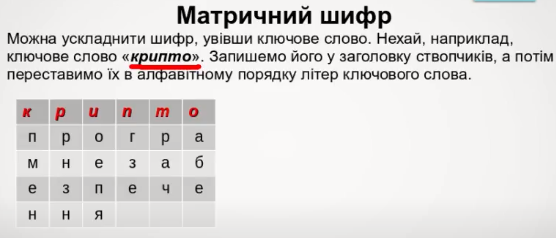 Матричний шифр
Можна ускладнити шифр, увівши ключове слово. Нехай, наприклад,
ключове слово «крипто». Запишемо його у заголовку ствопчиків, а потім
переставимо їх в алфавітному порядку літер ключового слова.
к р и п т о
п р о г р а
м н е з а б
е з п е ч е
н н я